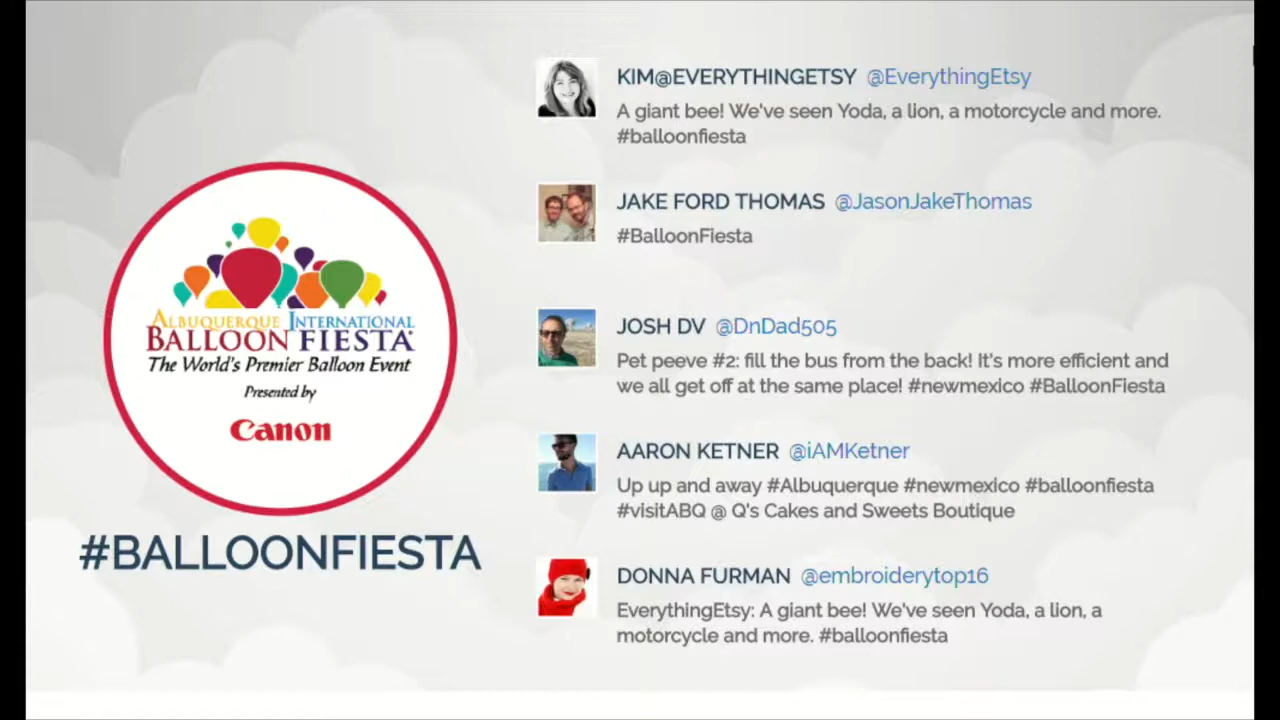 ALBUQUERQUE INTERNATIONAL
BALLOON FIESTA
The World's Premier Balloon Event
Presented by
Canon
#BALLOONFIESTA
KIM@EVERYTHINGETSY @EverythingEtsy
A giant bee! We've seen Yoda, a lion, a motorcycle and more.
#balloonfiesta
JAKE FORD THOMAS @JasonJakeThomas
#BalloonFiesta
JOSH DV @DnDad505
Pet peeve #2: fill the bus from the back! It's more efficient and
we all get off at the same place! #newmexico #BalloonFiesta
AARON KETNER @iAMKetner
Up up and away #Albuquerque #newmexico #balloonfiesta
#visitABQ @ Q's Cakes and Sweets Boutique
DONNA FURMAN @embroiderytop16
EverythingEtsy: A giant bee! We've seen Yoda, a lion, a
motorcycle and more. #balloonfiesta